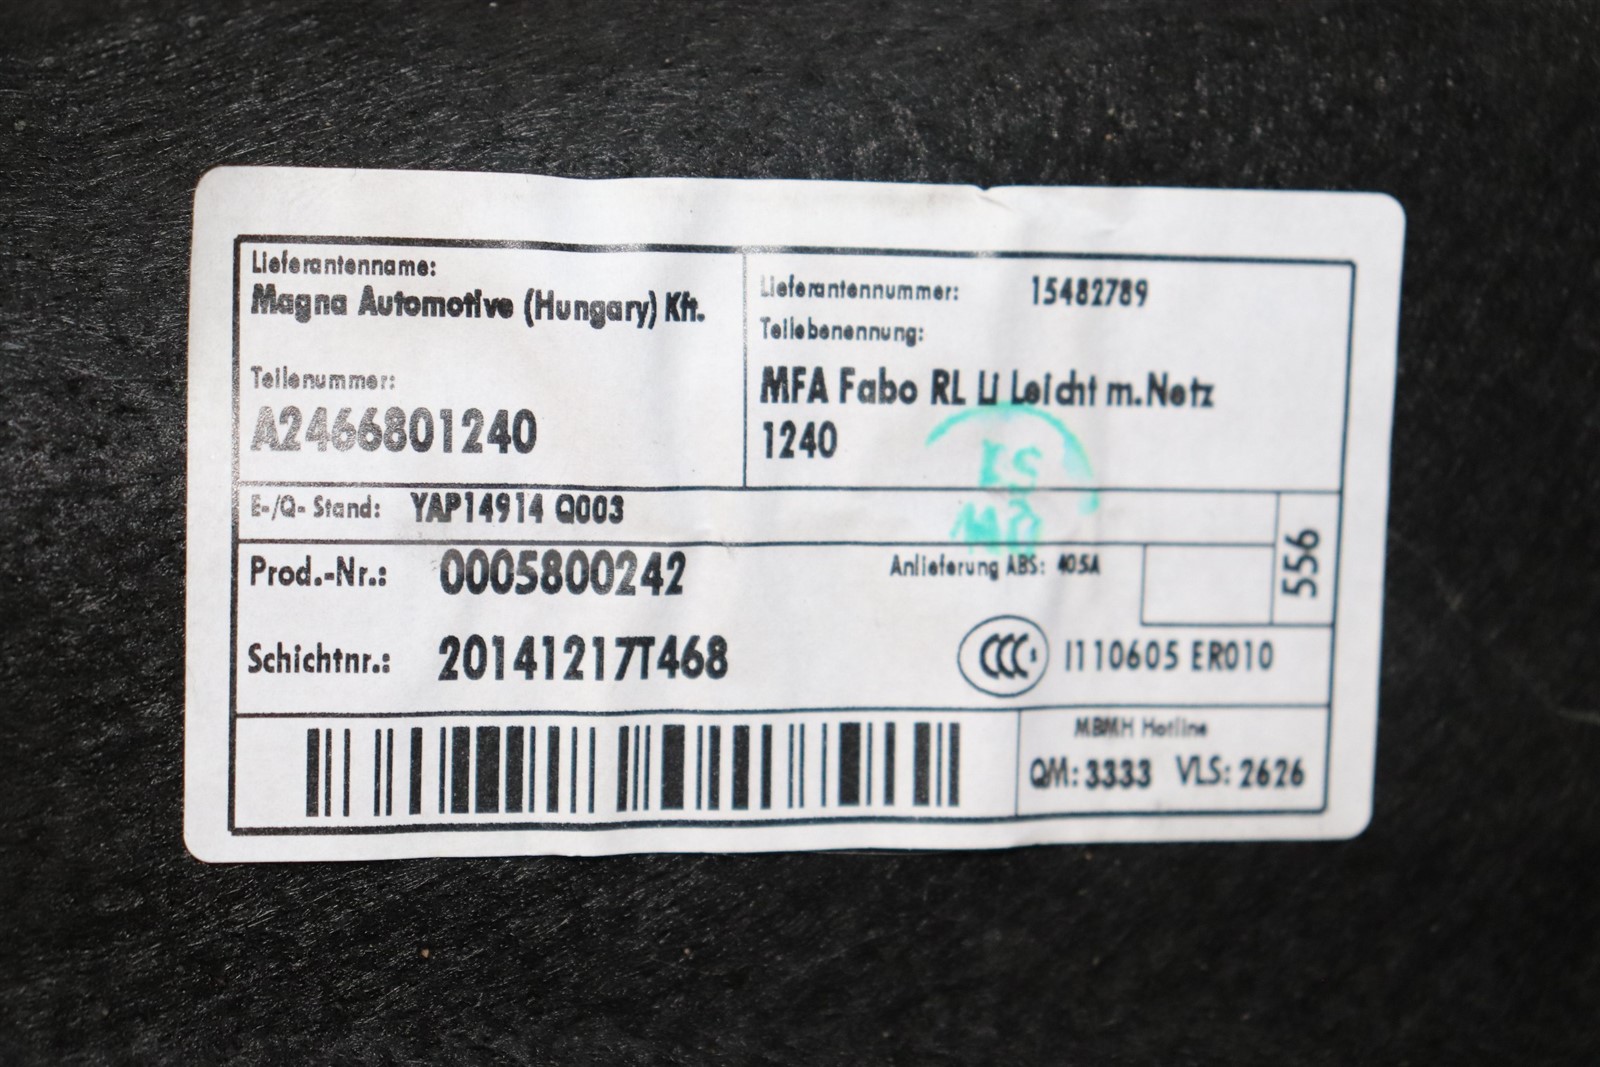 Lieferantenname:
Magna Automotive (Hungary) Kft.
Teilenummer:
A2466801240
Lieferantennummer: 15482789
Teilebenennung:
MFA Fabo RL Li Leicht m.Netz
1240
E-/Q- Stand: YAP14914 Q003
556
Prod.-Nr.: 0005800242
Anlieferung ABS: 405A
Schichtnr.: 20141217T468
CCC I110605 ER010
MBMH Hotline
QM: 3333 VLS: 2626